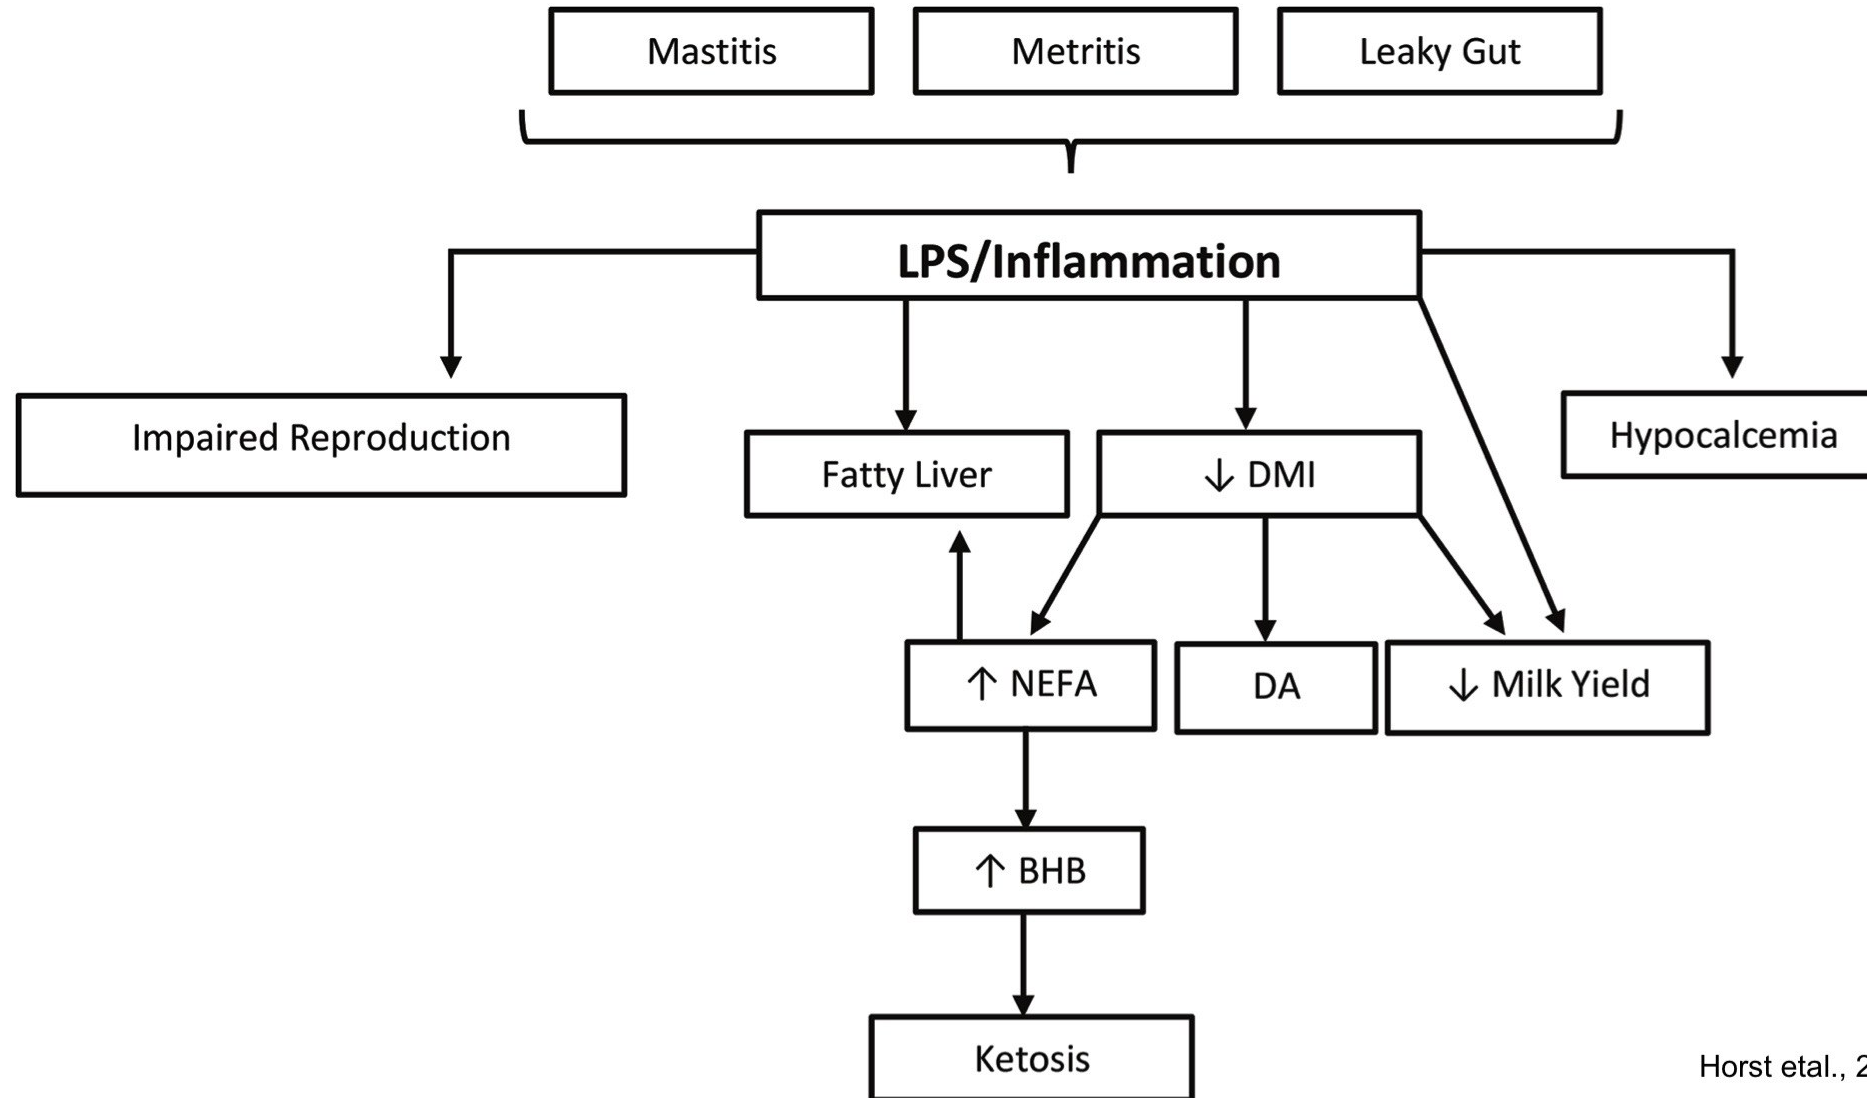 Mastitis
Metritis
Leaky Gut
LPS/Inflammation
Impaired Reproduction
Fatty Liver
↓ DMI
Hypocalcemia
↑ NEFA
DA
↓ Milk Yield
↑ BHB
Ketosis
Horst etal., 2